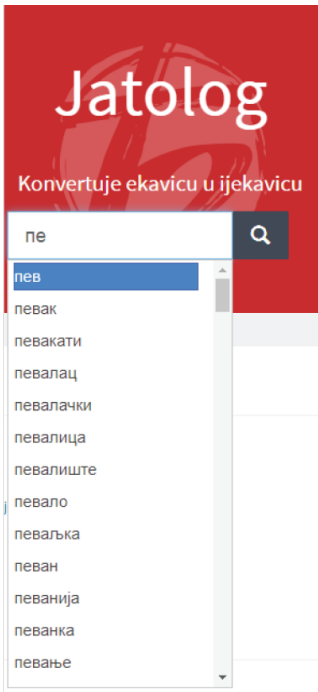 Jatolog
Konvertuje ekavicu u ijekavicu
пе
пев
певак
певакати
певалац
певалачки
певалица
певалиште
певало
певаљка
певан
певанија
певанка
певање